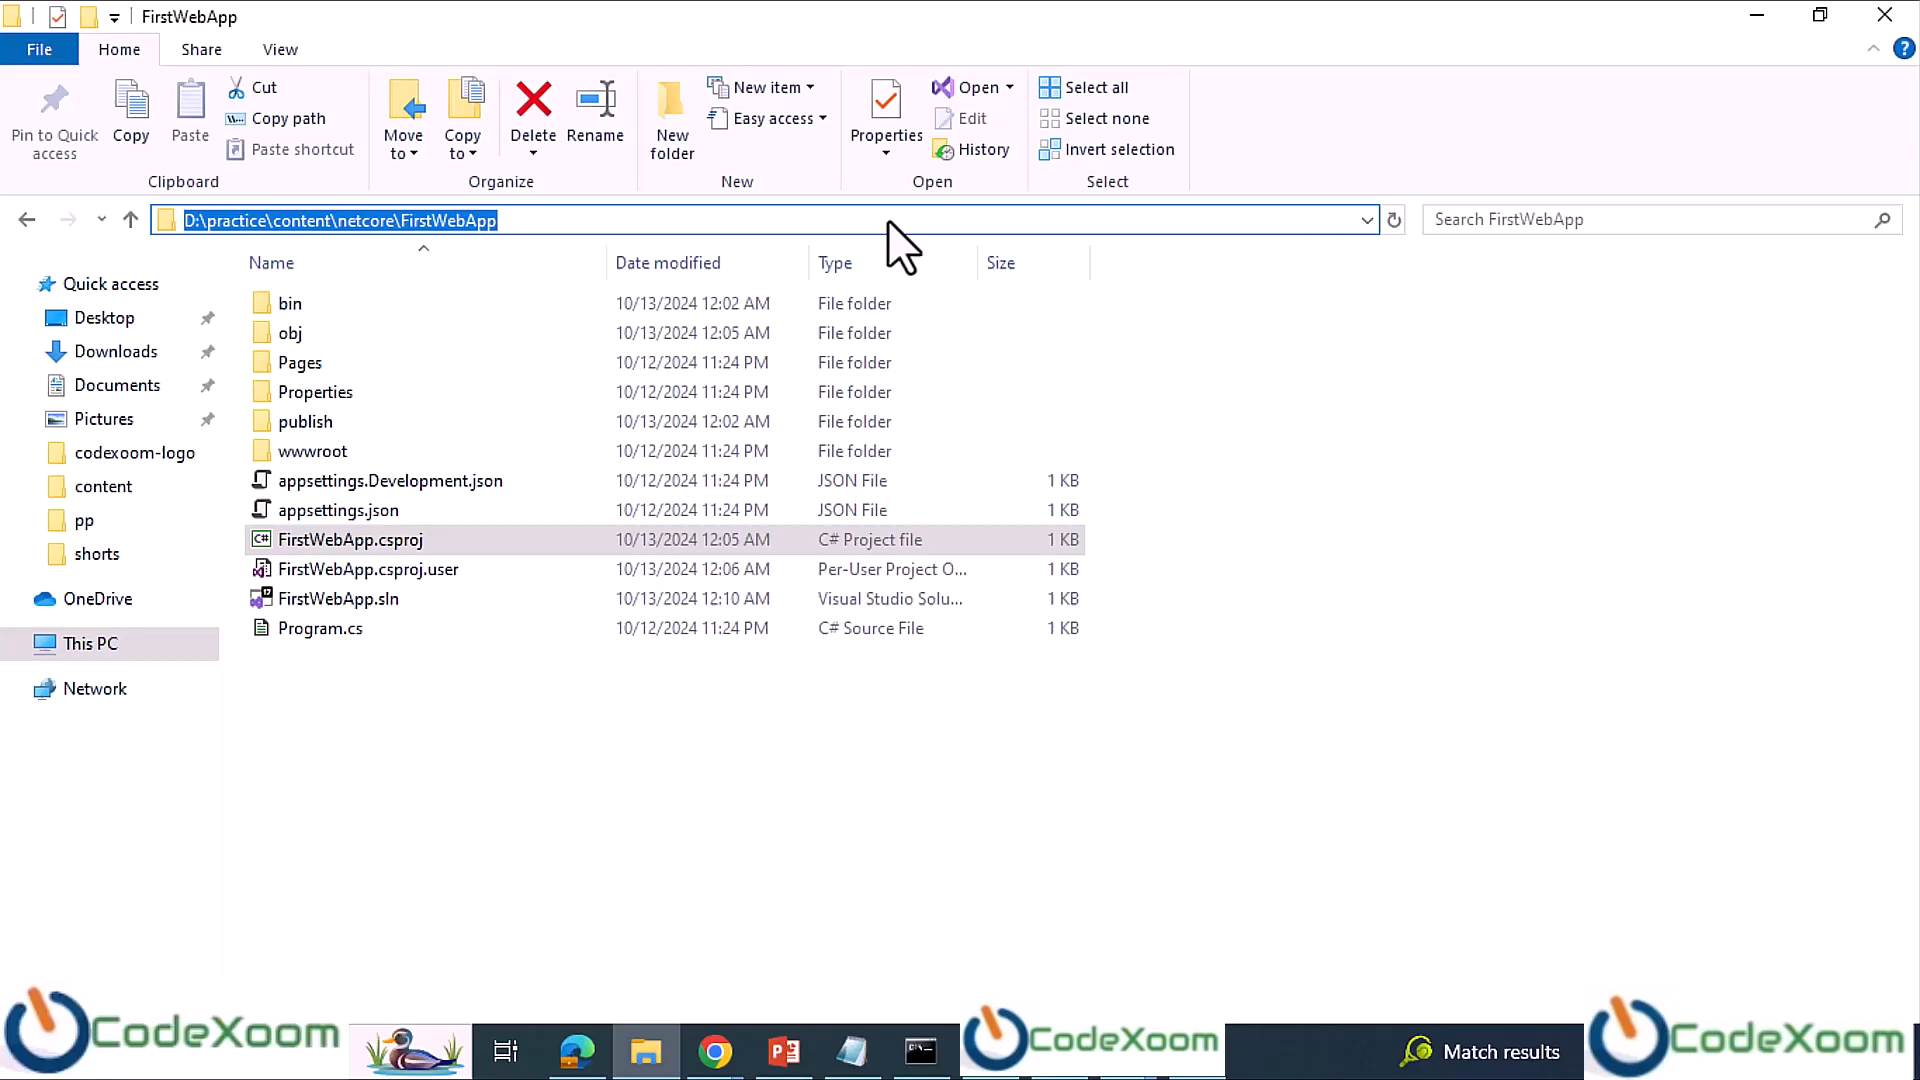 FirstWebApp
File Home Share View
Pin to Quick access
Copy
Paste
Cut
Copy path
Paste shortcut
Clipboard
Move to
Copy to
Delete
Rename
Organize
New folder
New item
Easy access
New
Properties
Open
Edit
History
Open
Select all
Select none
Invert selection
Select
D:\practice\content\netcore\FirstWebApp
Search FirstWebApp
Name Date modified Type Size
Quick access
Desktop
Downloads
Documents
Pictures
codexoom-logo
content
pp
shorts
OneDrive
This PC
Network
bin 10/13/2024 12:02 AM File folder
obj 10/13/2024 12:05 AM File folder
Pages 10/12/2024 11:24 PM File folder
Properties 10/12/2024 11:24 PM File folder
publish 10/13/2024 12:02 AM File folder
wwwroot 10/12/2024 11:24 PM File folder
appsettings.Development.json 10/12/2024 11:24 PM JSON File 1 KB
appsettings.json 10/12/2024 11:24 PM JSON File 1 KB
FirstWebApp.csproj 10/13/2024 12:05 AM C# Project file 1 KB
FirstWebApp.csproj.user 10/13/2024 12:06 AM Per-User Project O... 1 KB
FirstWebApp.sln 10/13/2024 12:10 AM Visual Studio Solu... 1 KB
Program.cs 10/12/2024 11:24 PM C# Source File 1 KB
CodeXoom
CodeXoom
Match results
CodeXoom